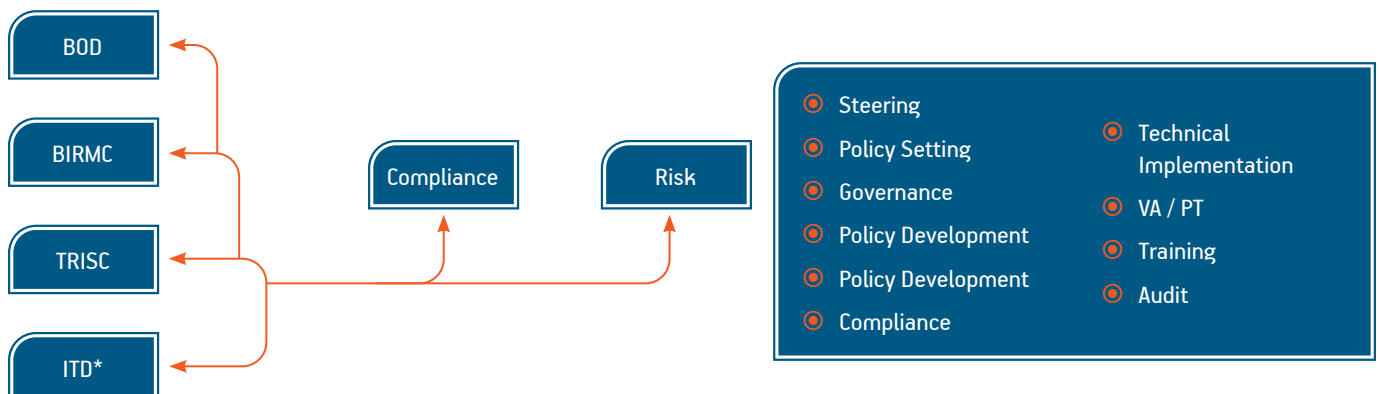 BOD
BIRMC
TRISC
ITD*
Compliance
Risk
Steering
Policy Setting
Governance
Policy Development
Policy Development
Compliance
Technical
Implementation
VA / PT
Training
Audit